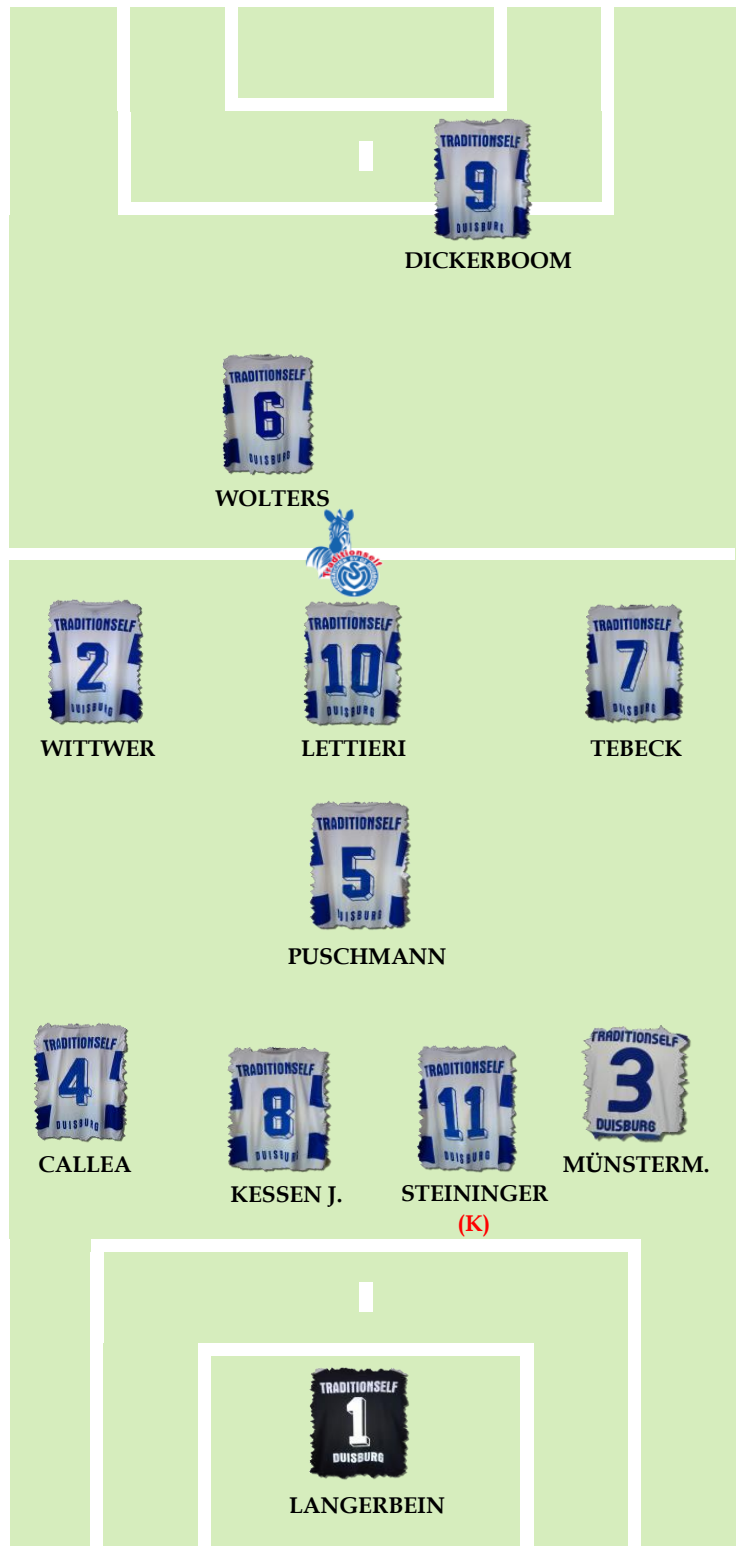 TRADITIONSELF
9
DUISBURG
DICKERBOOM
TRADITIONSELF
6
DUISBURG
WOLTERS
Traditionself
TRADITIONSELF
2
DUISBURG
WITTWER
TRADITIONSELF
10
DUISBURG
LETTIERI
TRADITIONSELF
7
DUISBURG
TEBECK
TRADITIONSELF
5
DUISBURG
PUSCHMANN
TRADITIONSELF
4
DUISBURG
CALLEA
TRADITIONSELF
8
DUISBURG
KESSEN J.
TRADITIONSELF
11
DUISBURG
STEININGER
(K)
TRADITIONSELF
3
DUISBURG
MÜNSTERM.
TRADITIONSELF
1
DUISBURG
LANGERBEIN